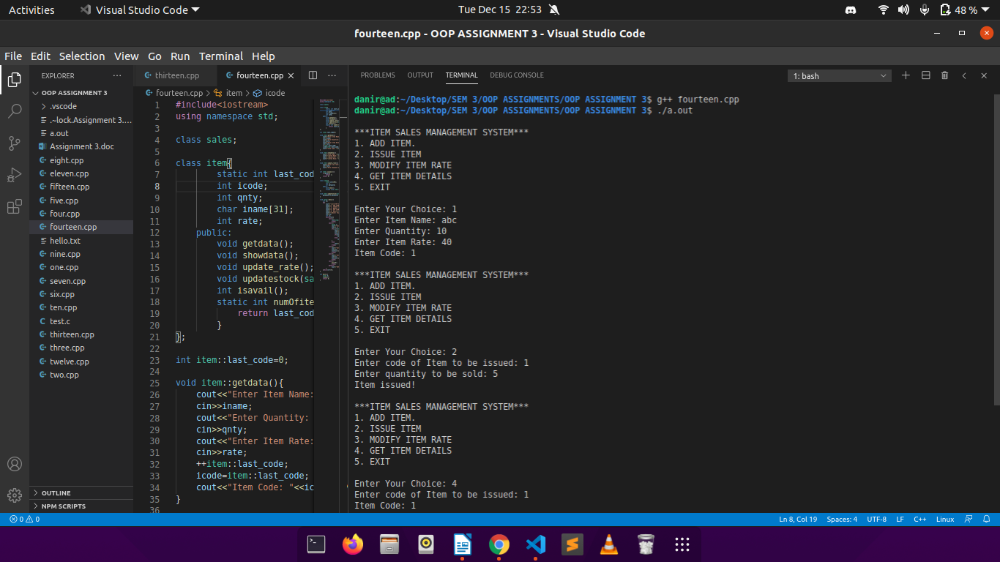 Activities Visual Studio Code Tue Dec 15 22:53 48 %
fourteen.cpp - OOP ASSIGNMENT 3 - Visual Studio Code
File Edit Selection View Go Run Terminal Help
EXPLORER
OOP ASSIGNMENT 3
.vscode
.~lock.Assignment 3....
a.out
Assignment 3.doc
eight.cpp
eleven.cpp
fifteen.cpp
five.cpp
four.cpp
fourteen.cpp
hello.txt
nine.cpp
one.cpp
seven.cpp
six.cpp
ten.cpp
test.c
thirteen.cpp
three.cpp
twelve.cpp
two.cpp
OUTLINE
NPM SCRIPTS
thirteen.cpp fourteen.cpp
fourteen.cpp > item > icode
1 #include<iostream>
2 using namespace std;
3
4 class sales;
5
6 class item{
7 static int last_cod
8 int icode;
9 int qnty;
10 char iname[31];
11 int rate;
12 public:
13 void getdata();
14 void showdata();
15 void update_rate();
16 void updatestock(sa
17 int isavail();
18 static int numOfite
19 return last_cod
20 }
21 };
22
23 int item::last_code=0;
24
25 void item::getdata(){
26 cout<<"Enter Item Name:
27 cin>>iname;
28 cout<<"Enter Quantity:
29 cin>>qnty;
30 cout<<"Enter Item Rate:
31 cin>>rate;
32 ++item::last_code;
33 icode=item::last_code;
34 cout<<"Item Code: "<<ic
35 }
36
PROBLEMS OUTPUT TERMINAL DEBUG CONSOLE 1: bash
danir@ad:~/Desktop/SEM 3/OOP ASSIGNMENTS/OOP ASSIGNMENT 3$ g++ fourteen.cpp
danir@ad:~/Desktop/SEM 3/OOP ASSIGNMENTS/OOP ASSIGNMENT 3$ ./a.out
***ITEM SALES MANAGEMENT SYSTEM***
1. ADD ITEM.
2. ISSUE ITEM
3. MODIFY ITEM RATE
4. GET ITEM DETAILS
5. EXIT
Enter Your Choice: 1
Enter Item Name: abc
Enter Quantity: 10
Enter Item Rate: 40
Item Code: 1
***ITEM SALES MANAGEMENT SYSTEM***
1. ADD ITEM.
2. ISSUE ITEM
3. MODIFY ITEM RATE
4. GET ITEM DETAILS
5. EXIT
Enter Your Choice: 2
Enter code of Item to be issued: 1
Enter quantity to be sold: 5
Item issued!
***ITEM SALES MANAGEMENT SYSTEM***
1. ADD ITEM.
2. ISSUE ITEM
3. MODIFY ITEM RATE
4. GET ITEM DETAILS
5. EXIT
Enter Your Choice: 4
Enter code of Item to be issued: 1
Item Code: 1
0 0 Ln 8, Col 19 Spaces: 4 UTF-8 LF C++ Linux